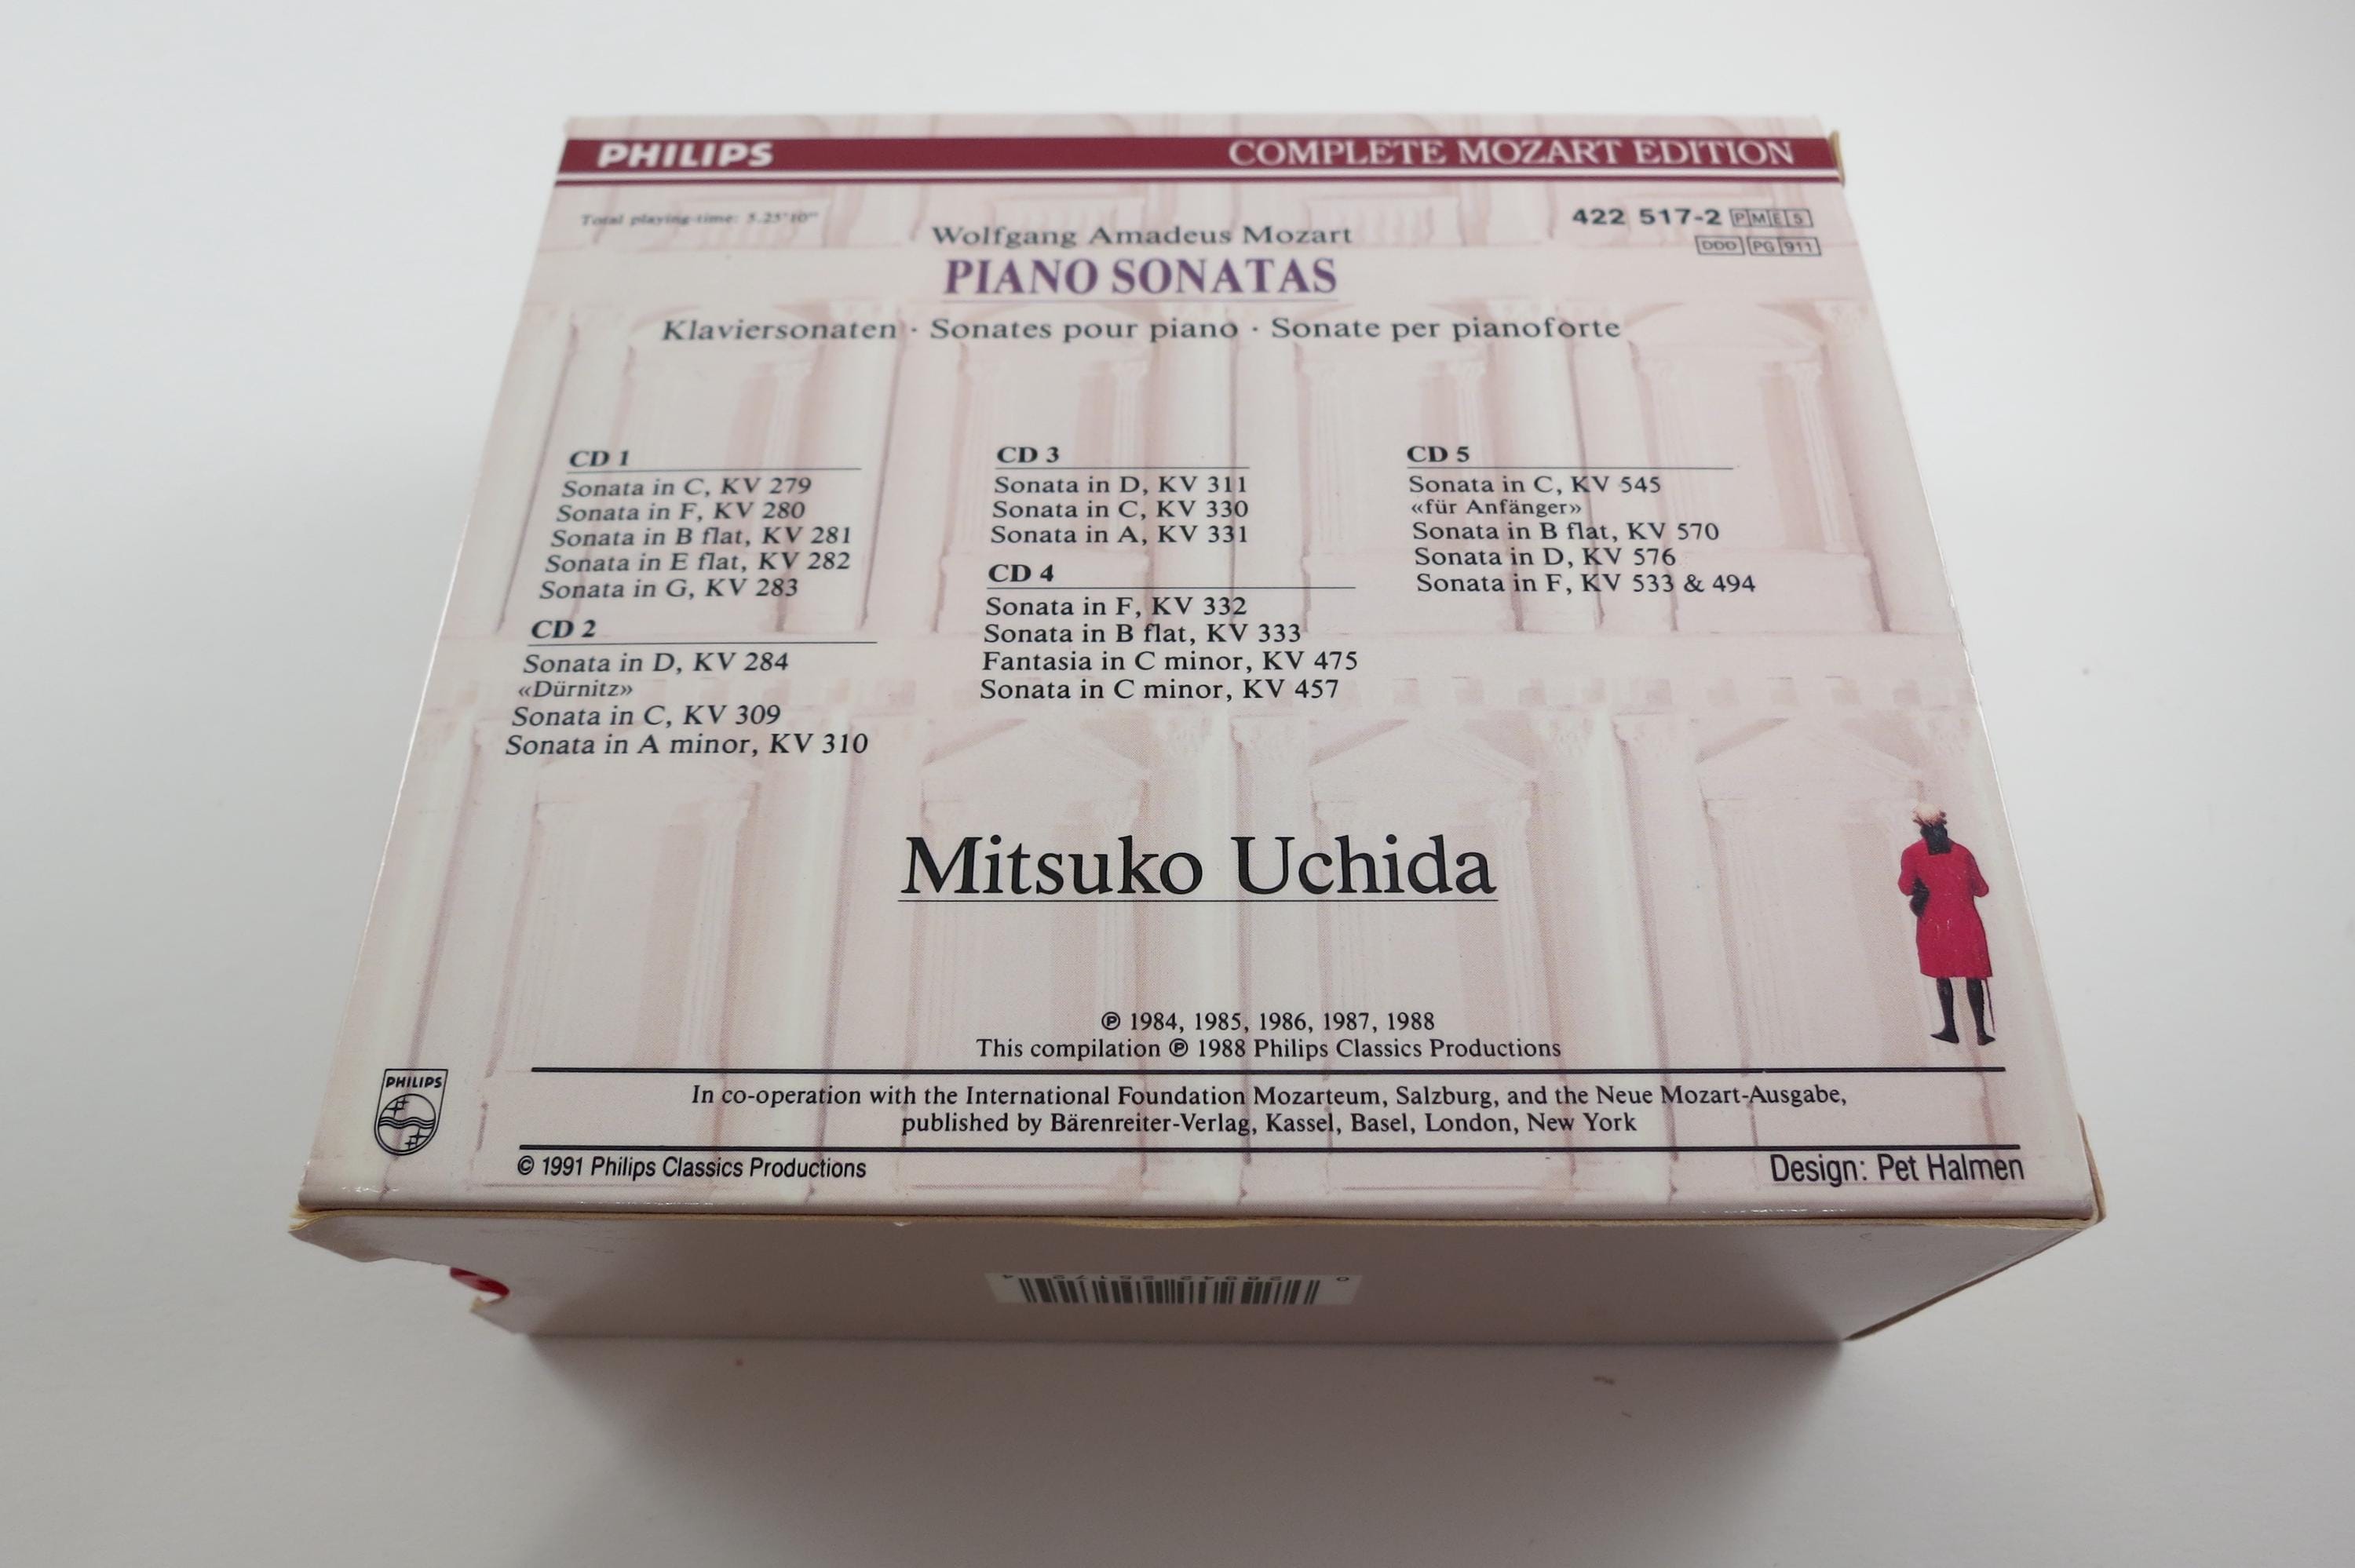 PHILIPS COMPLETE MOZART EDITION
Total playing-time: 5.25'10"
422 517-2 PMES
DDD PG 911
Wolfgang Amadeus Mozart
PIANO SONATAS
Klaviersonaten · Sonates pour piano · Sonate per pianoforte
CD 1
Sonata in C, KV 279
Sonata in F, KV 280
Sonata in B flat, KV 281
Sonata in E flat, KV 282
Sonata in G, KV 283
CD 2
Sonata in D, KV 284
«Dürnitz»
Sonata in C, KV 309
Sonata in A minor, KV 310
CD 3
Sonata in D, KV 311
Sonata in C, KV 330
Sonata in A, KV 331
CD 4
Sonata in F, KV 332
Sonata in B flat, KV 333
Fantasia in C minor, KV 475
Sonata in C minor, KV 457
CD 5
Sonata in C, KV 545
«für Anfänger»
Sonata in B flat, KV 570
Sonata in D, KV 576
Sonata in F, KV 533 & 494
Mitsuko Uchida
℗ 1984, 1985, 1986, 1987, 1988
This compilation ℗ 1988 Philips Classics Productions
PHILIPS
In co-operation with the International Foundation Mozarteum, Salzburg, and the Neue Mozart-Ausgabe,
published by Bärenreiter-Verlag, Kassel, Basel, London, New York
© 1991 Philips Classics Productions
Design: Pet Halmen